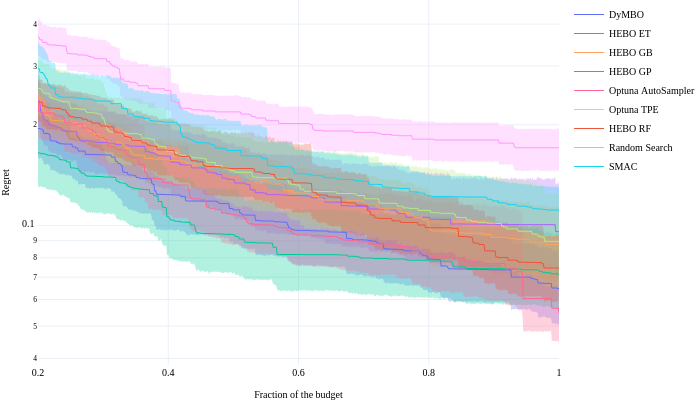 4
3
2
0.1
9
8
7
6
5
4
Regret
0.2
0.4
0.6
0.8
1
Fraction of the budget
DyMBO
HEBO ET
HEBO GB
HEBO GP
Optuna AutoSampler
Optuna TPE
HEBO RF
Random Search
SMAC